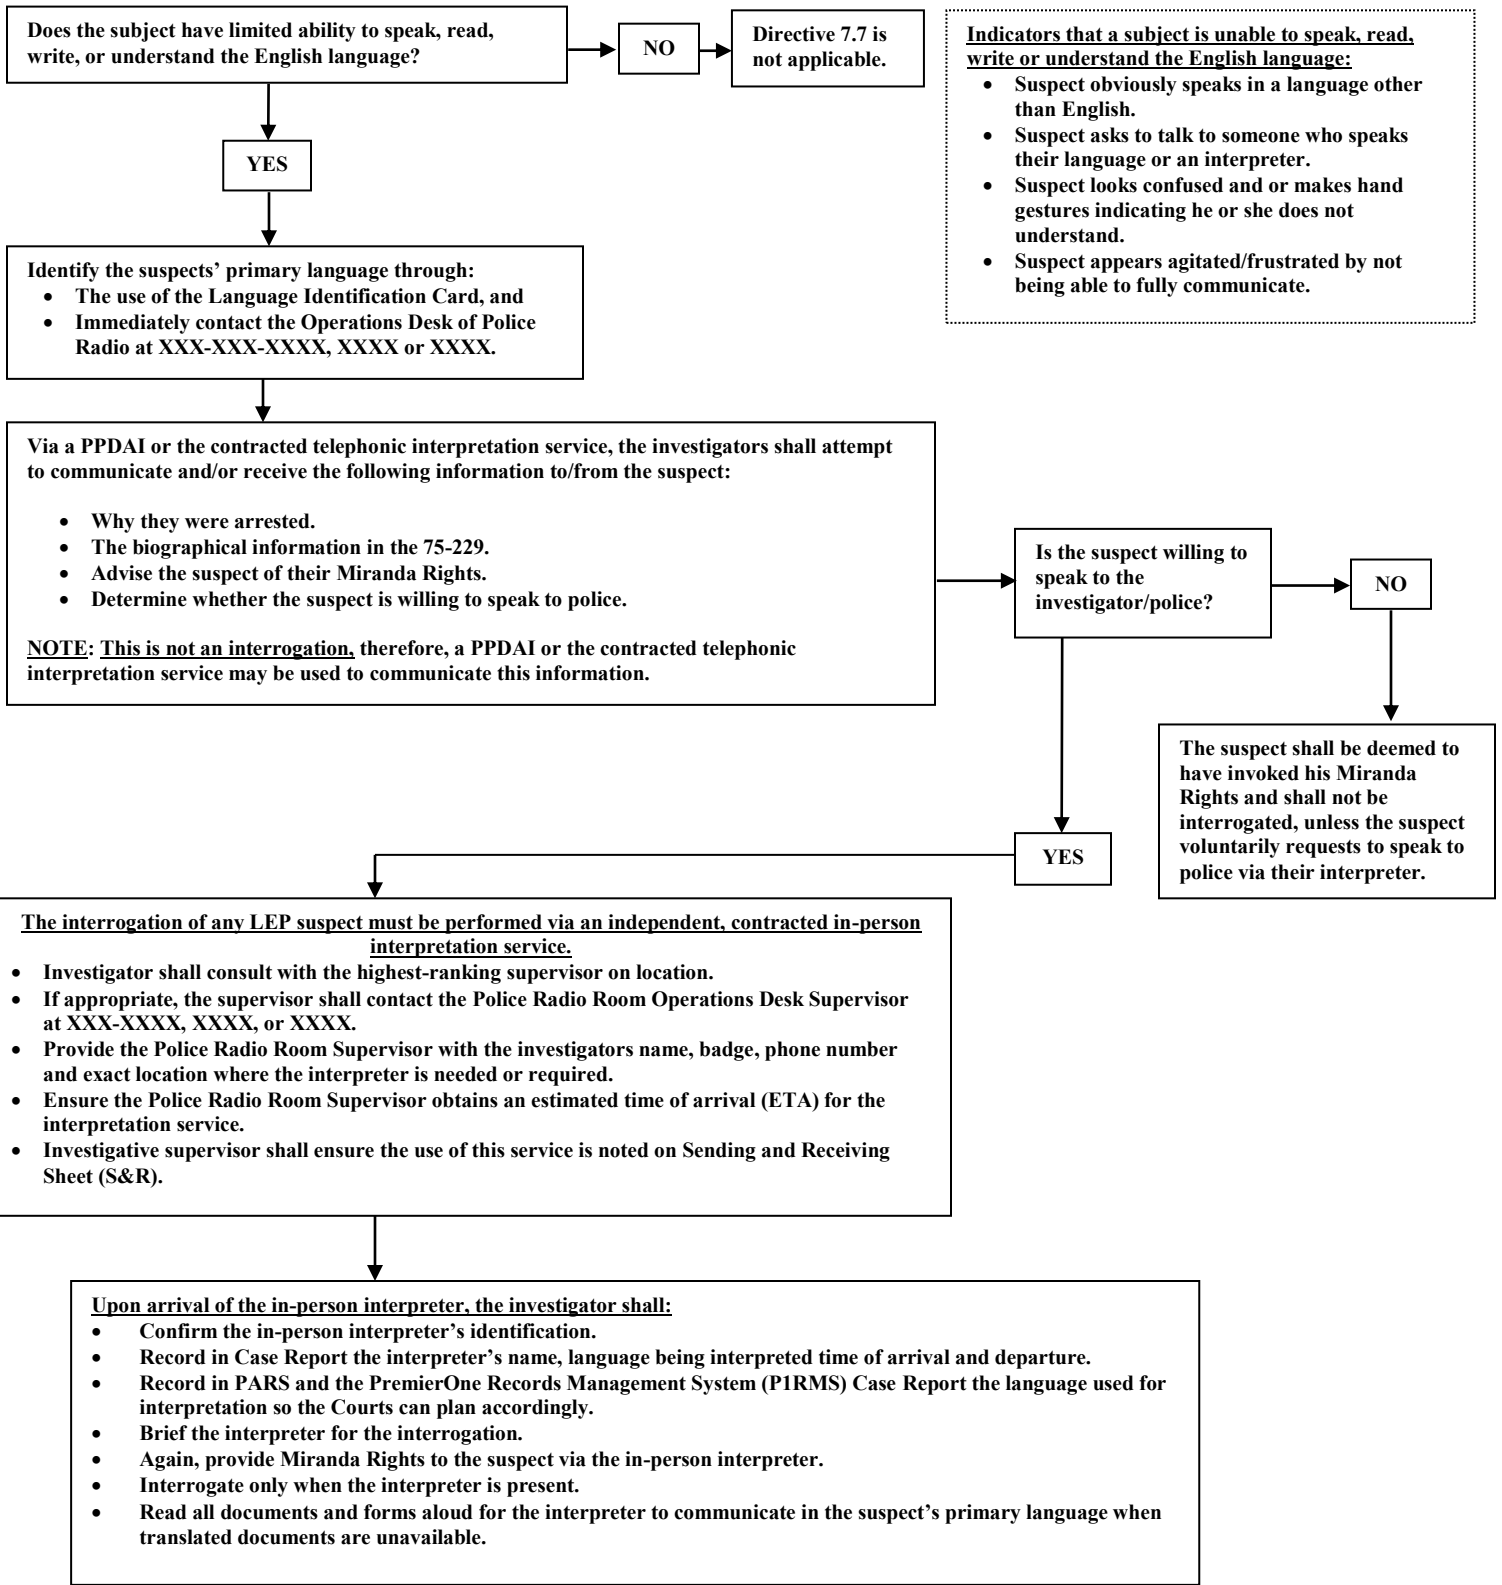 Does the subject have limited ability to speak, read,
write, or understand the English language?
NO
Directive 7.7 is
not applicable.
Indicators that a subject is unable to speak, read,
write or understand the English language:
• Suspect obviously speaks in a language other
than English.
• Suspect asks to talk to someone who speaks
their language or an interpreter.
• Suspect looks confused and or makes hand
gestures indicating he or she does not
understand.
• Suspect appears agitated/frustrated by not
being able to fully communicate.
YES
Identify the suspects’ primary language through:
• The use of the Language Identification Card, and
• Immediately contact the Operations Desk of Police
Radio at XXX-XXX-XXXX, XXXX or XXXX.
Via a PPDAI or the contracted telephonic interpretation service, the investigators shall attempt
to communicate and/or receive the following information to/from the suspect:
• Why they were arrested.
• The biographical information in the 75-229.
• Advise the suspect of their Miranda Rights.
• Determine whether the suspect is willing to speak to police.
NOTE: This is not an interrogation, therefore, a PPDAI or the contracted telephonic
interpretation service may be used to communicate this information.
Is the suspect willing to
speak to the
investigator/police?
NO
The suspect shall be deemed to
have invoked his Miranda
Rights and shall not be
interrogated, unless the suspect
voluntarily requests to speak to
police via their interpreter.
YES
The interrogation of any LEP suspect must be performed via an independent, contracted in-person
interpretation service.
• Investigator shall consult with the highest-ranking supervisor on location.
• If appropriate, the supervisor shall contact the Police Radio Room Operations Desk Supervisor
at XXX-XXXX, XXXX, or XXXX.
• Provide the Police Radio Room Supervisor with the investigators name, badge, phone number
and exact location where the interpreter is needed or required.
• Ensure the Police Radio Room Supervisor obtains an estimated time of arrival (ETA) for the
interpretation service.
• Investigative supervisor shall ensure the use of this service is noted on Sending and Receiving
Sheet (S&R).
Upon arrival of the in-person interpreter, the investigator shall:
• Confirm the in-person interpreter’s identification.
• Record in Case Report the interpreter’s name, language being interpreted time of arrival and departure.
• Record in PARS and the PremierOne Records Management System (P1RMS) Case Report the language used for
interpretation so the Courts can plan accordingly.
• Brief the interpreter for the interrogation.
• Again, provide Miranda Rights to the suspect via the in-person interpreter.
• Interrogate only when the interpreter is present.
• Read all documents and forms aloud for the interpreter to communicate in the suspect’s primary language when
translated documents are unavailable.